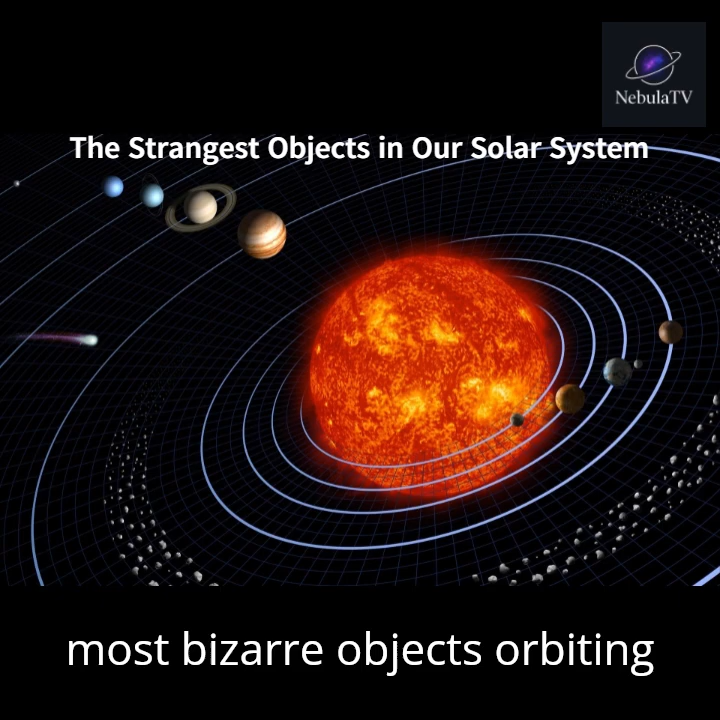 NebulaTV
The Strangest Objects in Our Solar System
most bizarre objects orbiting